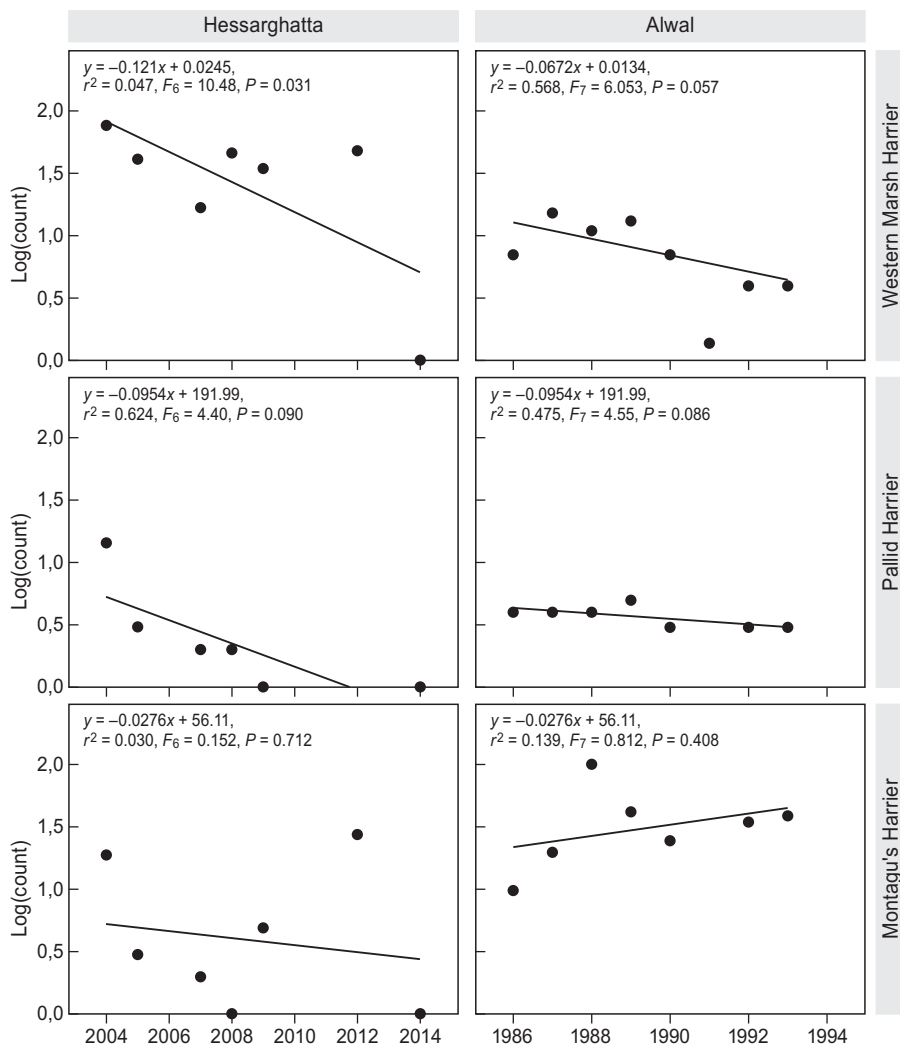 Hessarghatta
Alwal
y = –0.121x + 0.0245,
r2 = 0.047, F6 = 10.48, P = 0.031
y = –0.0672x + 0.0134,
r2 = 0.568, F7 = 6.053, P = 0.057
2,0
1,5
1,0
0,5
0,0
Log(count)
Western Marsh Harrier
y = –0.0954x + 191.99,
r2 = 0.624, F6 = 4.40, P = 0.090
y = –0.0954x + 191.99,
r2 = 0.475, F7 = 4.55, P = 0.086
2,0
1,5
1,0
0,5
0,0
Log(count)
Pallid Harrier
y = –0.0276x + 56.11,
r2 = 0.030, F6 = 0.152, P = 0.712
y = –0.0276x + 56.11,
r2 = 0.139, F7 = 0.812, P = 0.408
2,0
1,5
1,0
0,5
0,0
Log(count)
Montagu's Harrier
2004 2006 2008 2010 2012 2014
1986 1988 1990 1992 1994